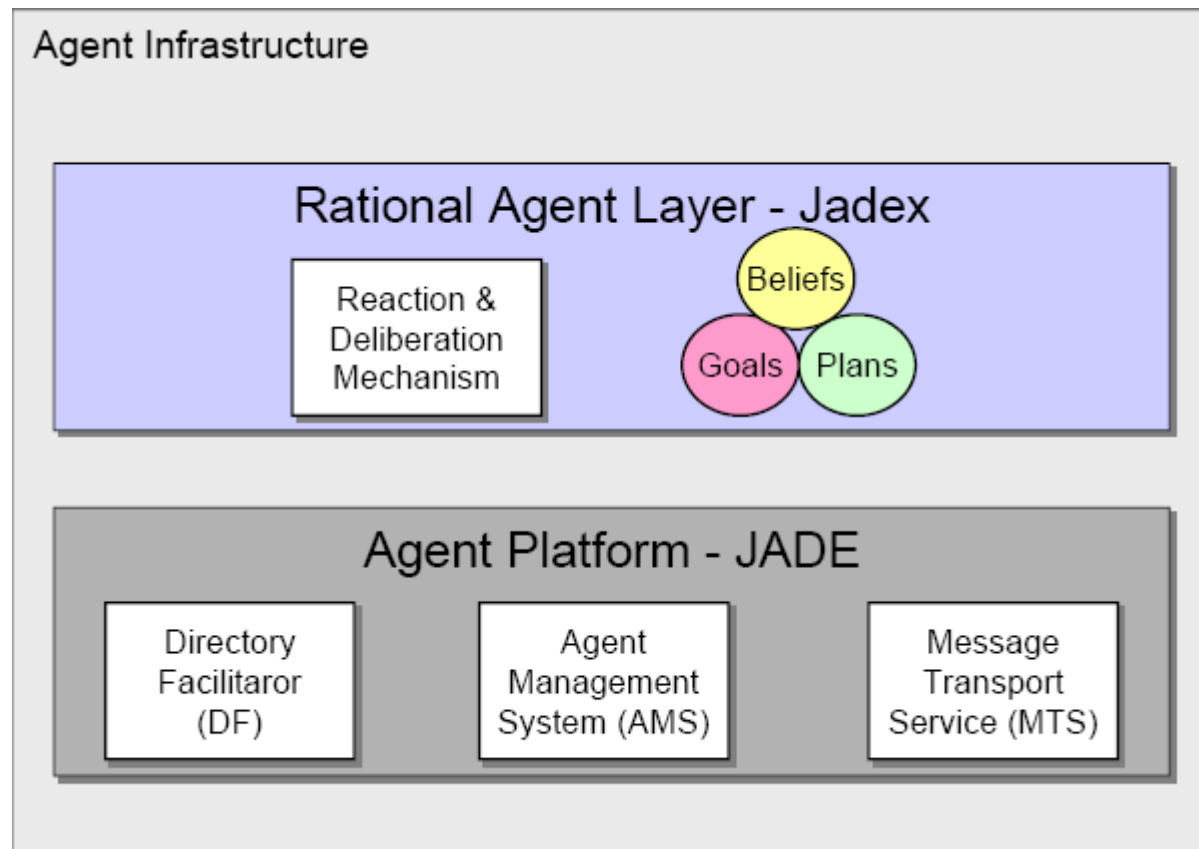 Agent Infrastructure
Rational Agent Layer - Jadex
Reaction &
Deliberation
Mechanism
Beliefs
Goals
Plans
Agent Platform - JADE
Directory
Facilitaror
(DF)
Agent
Management
System (AMS)
Message
Transport
Service (MTS)